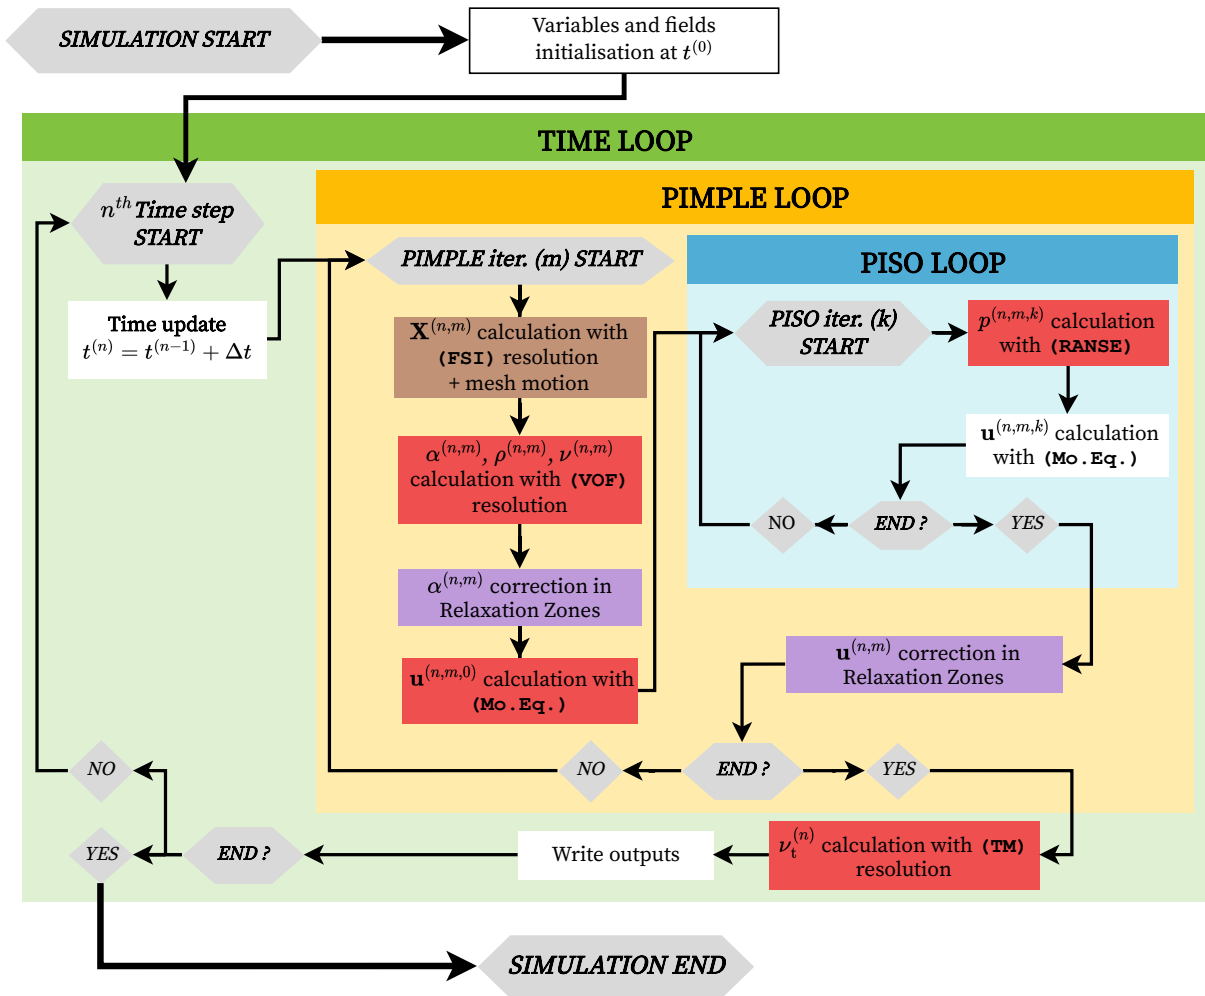 SIMULATION START
Variables and fields
initialisation at t⁽⁰⁾
TIME LOOP
nᵗʰ Time step
START
Time update
t⁽ⁿ⁾ = t⁽ⁿ⁻¹⁾ + Δt
PIMPLE LOOP
PIMPLE iter. (m) START
X^(n,m) calculation with
(FSI) resolution
+ mesh motion
α^(n,m), ρ^(n,m), ν^(n,m)
calculation with (VOF)
resolution
α^(n,m) correction in
Relaxation Zones
u^(n,m,0) calculation with
(Mo.Eq.)
PISO LOOP
PISO iter. (k)
START
p^(n,m,k) calculation
with (RANSE)
u^(n,m,k) calculation
with (Mo.Eq.)
NO
END ?
YES
u^(n,m) correction in
Relaxation Zones
NO
END ?
YES
ν_t^(n) calculation with (TM)
resolution
Write outputs
END ?
NO
YES
SIMULATION END